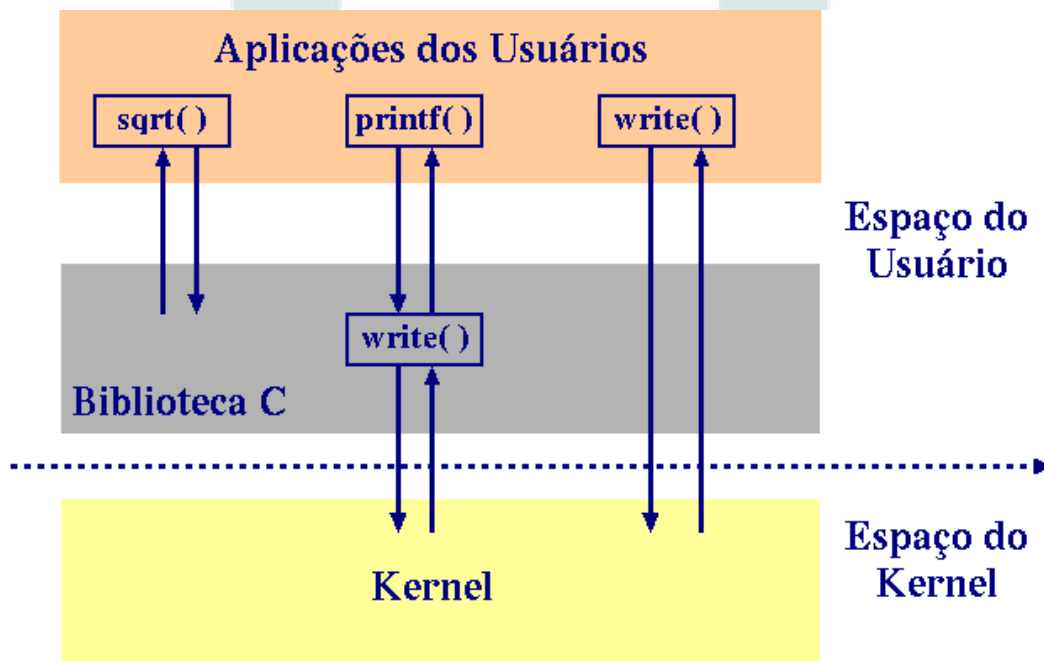 Aplicações dos Usuários
sqrt( )
printf( )
write( )
Espaço do
Usuário
write( )
Biblioteca C
Espaço do
Kernel
Kernel